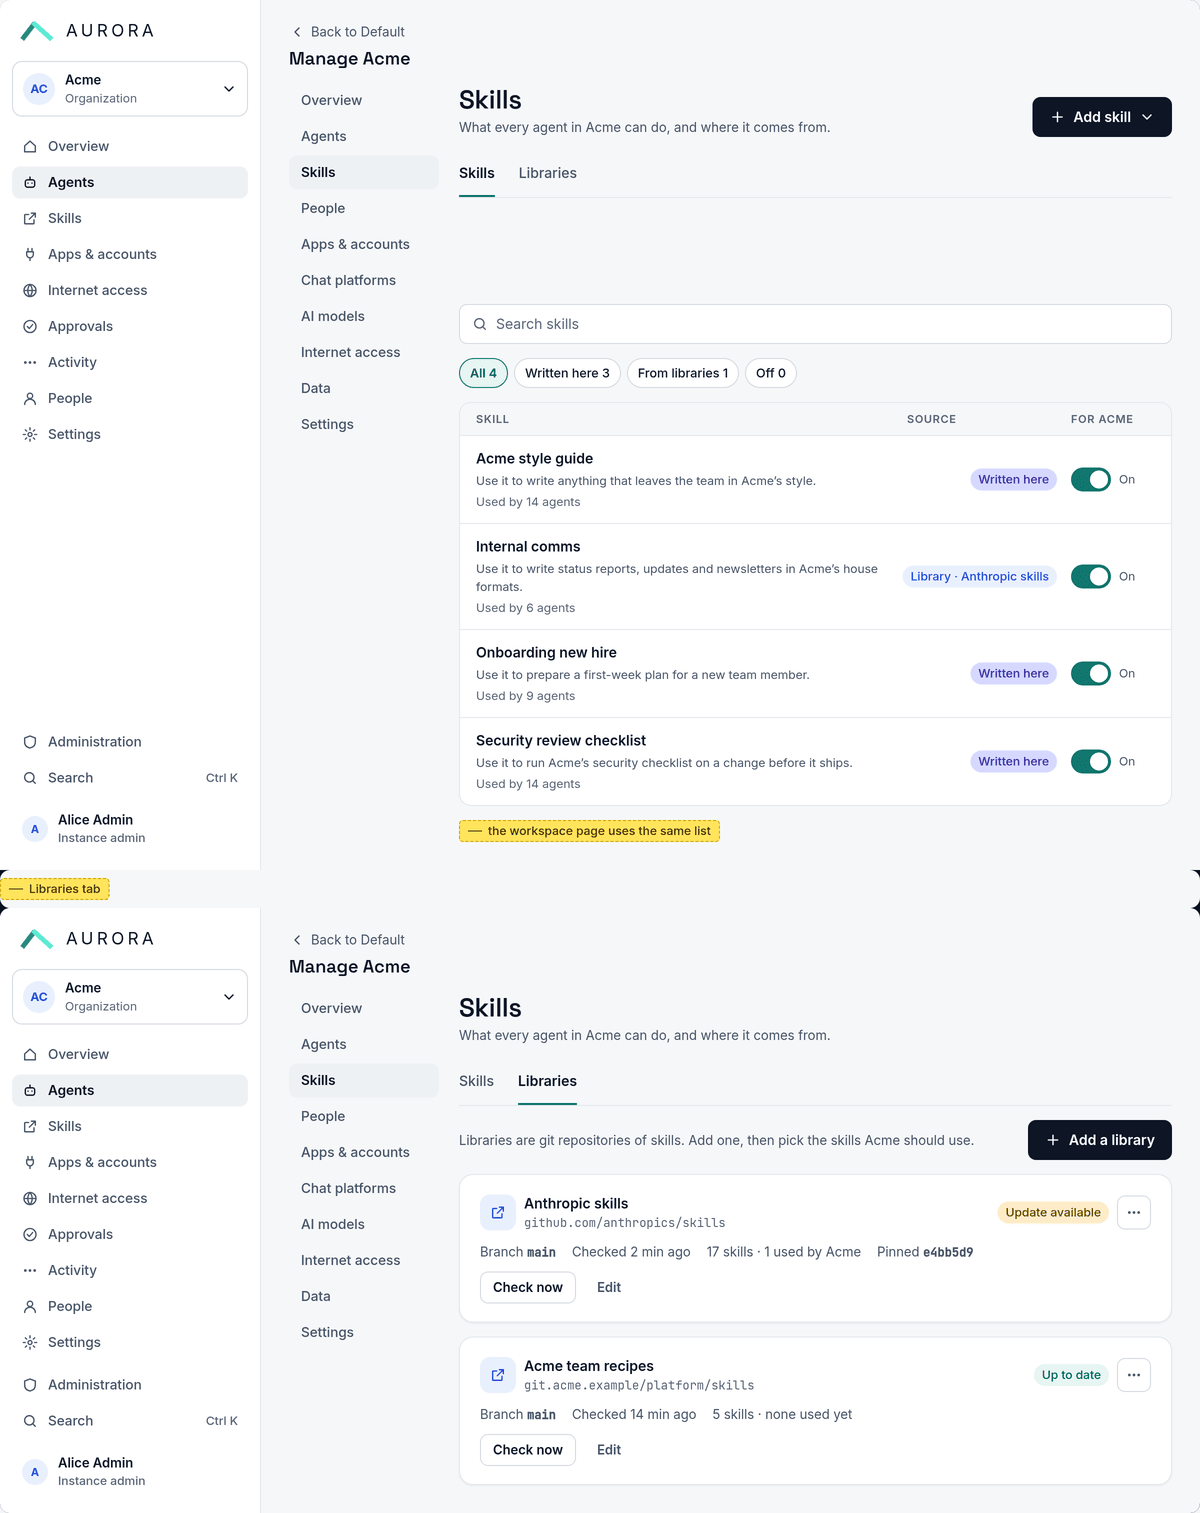 AURORA
AC
Acme
Organization
Overview
Agents
Skills
Apps & accounts
Internet access
Approvals
Activity
People
Settings
Administration
Search Ctrl K
A
Alice Admin
Instance admin
Back to Default
Manage Acme
Overview
Agents
Skills
People
Apps & accounts
Chat platforms
AI models
Internet access
Data
Settings
Skills
What every agent in Acme can do, and where it comes from.
Add skill
Skills Libraries
Search skills
All 4 Written here 3 From libraries 1 Off 0
SKILL SOURCE FOR ACME
Acme style guide
Use it to write anything that leaves the team in Acme’s style.
Used by 14 agents
Written here On
Internal comms
Use it to write status reports, updates and newsletters in Acme’s house
formats.
Used by 6 agents
Library · Anthropic skills On
Onboarding new hire
Use it to prepare a first-week plan for a new team member.
Used by 9 agents
Written here On
Security review checklist
Use it to run Acme’s security checklist on a change before it ships.
Used by 14 agents
Written here On
— the workspace page uses the same list
— Libraries tab
AURORA
AC
Acme
Organization
Overview
Agents
Skills
Apps & accounts
Internet access
Approvals
Activity
People
Settings
Administration
Search Ctrl K
A
Alice Admin
Instance admin
Back to Default
Manage Acme
Overview
Agents
Skills
People
Apps & accounts
Chat platforms
AI models
Internet access
Data
Settings
Skills
What every agent in Acme can do, and where it comes from.
Skills Libraries
Libraries are git repositories of skills. Add one, then pick the skills Acme should use.
Add a library
Anthropic skills
github.com/anthropics/skills
Update available
Branch main Checked 2 min ago 17 skills · 1 used by Acme Pinned e4bb5d9
Check now Edit
Acme team recipes
git.acme.example/platform/skills
Up to date
Branch main Checked 14 min ago 5 skills · none used yet
Check now Edit